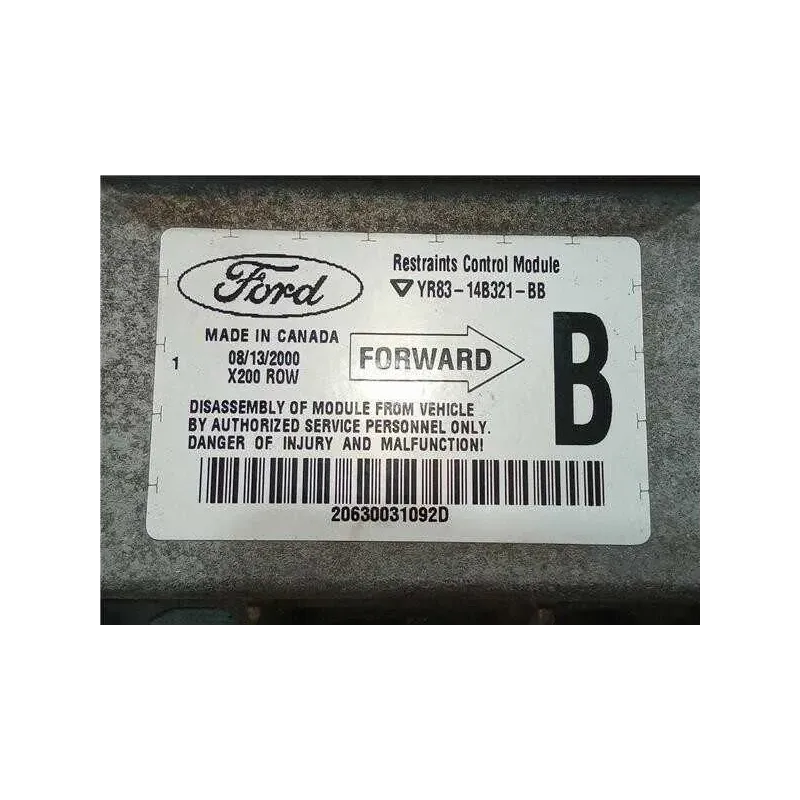 Ford
Restraints Control Module
YR83-14B321-BB
MADE IN CANADA
08/13/2000
X200 ROW
1
FORWARD
B
DISASSEMBLY OF MODULE FROM VEHICLE
BY AUTHORIZED SERVICE PERSONNEL ONLY.
DANGER OF INJURY AND MALFUNCTION!
20630031092D